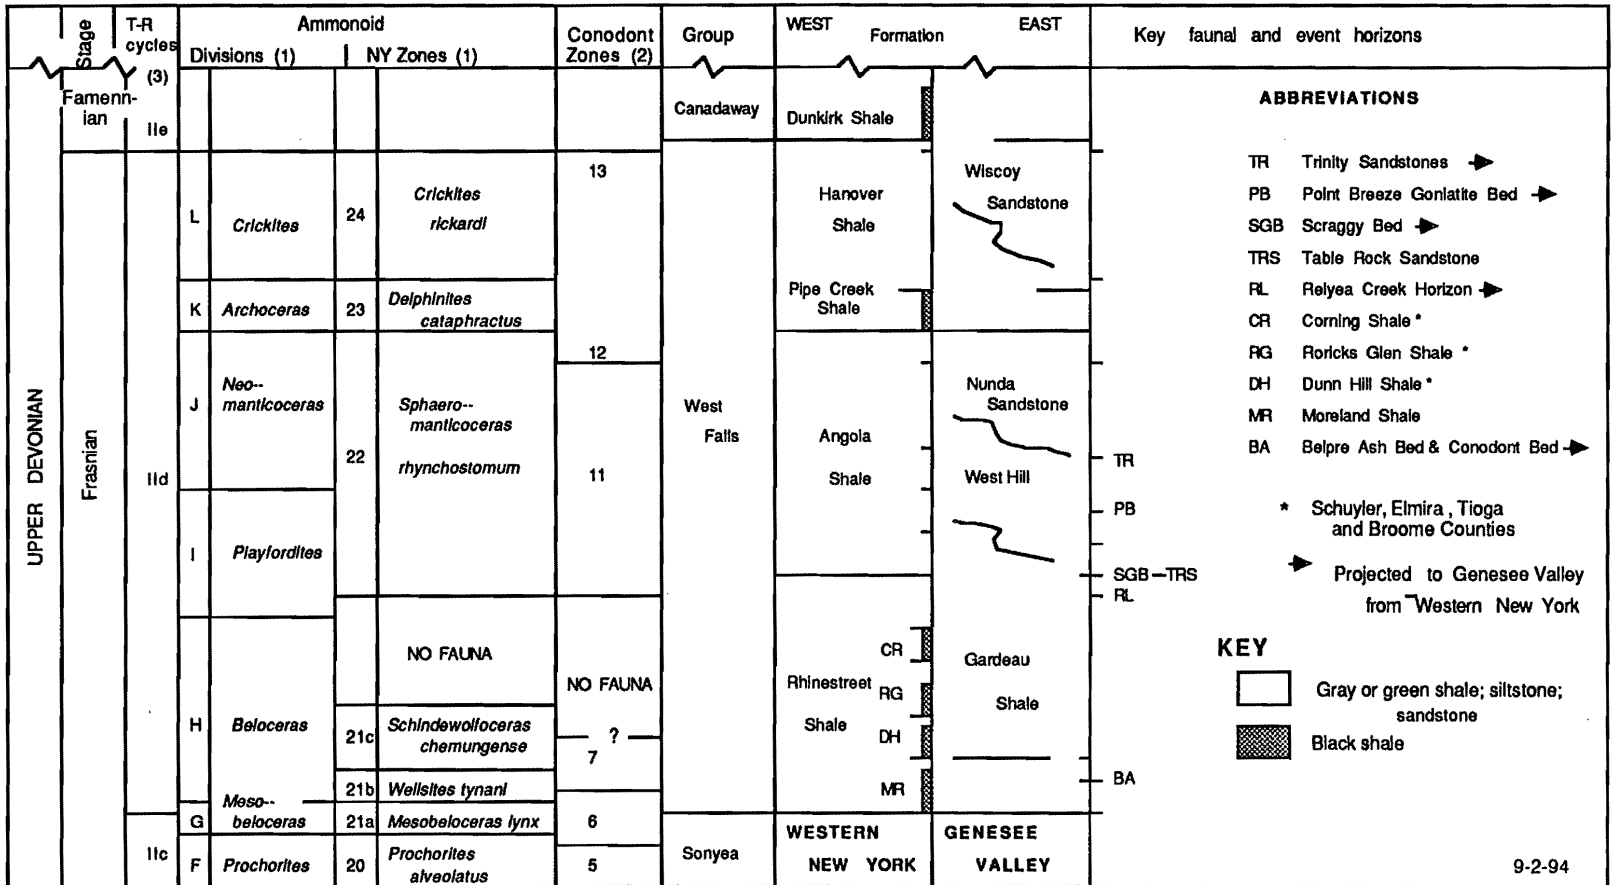 Stage
T-R
cycles
(3)
Ammonoid
Divisions (1)
NY Zones (1)
Conodont
Zones (2)
Group
WEST
Formation
EAST
Key faunal and event horizons
UPPER DEVONIAN
Famenn-
ian
Frasnian
IIe
IId
IIc
L
Crickites
K
Archoceras
J
Neo--
manticoceras
I
Playfordites
H
Beloceras
Meso--
G
beloceras
F
Prochorites
24
Crickites
rickardi
23
Delphinites
cataphractus
22
Sphaero--
manticoceras
rhynchostomum
NO FAUNA
21c
Schindewolfoceras
chemungense
21b
Wellsites tynani
21a
Mesobeloceras lynx
20
Prochorites
alveolatus
13
12
11
NO FAUNA
?
7
6
5
Canadaway
West
Falls
Sonyea
Dunkirk Shale
Hanover
Shale
Pipe Creek
Shale
Angola
Shale
Rhinestreet
Shale
CR
RG
DH
MR
WESTERN
NEW YORK
Wiscoy
Sandstone
Nunda
Sandstone
West Hill
Gardeau
Shale
GENESEE
VALLEY
TR
PB
SGB—TRS
RL
BA
ABBREVIATIONS
TR Trinity Sandstones
PB Point Breeze Goniatite Bed
SGB Scraggy Bed
TRS Table Rock Sandstone
RL Relyea Creek Horizon
CR Corning Shale *
RG Roricks Glen Shale *
DH Dunn Hill Shale *
MR Moreland Shale
BA Belpre Ash Bed & Conodont Bed
* Schuyler, Elmira , Tioga
and Broome Counties
Projected to Genesee Valley
from Western New York
KEY
Gray or green shale; siltstone;
sandstone
Black shale
9-2-94